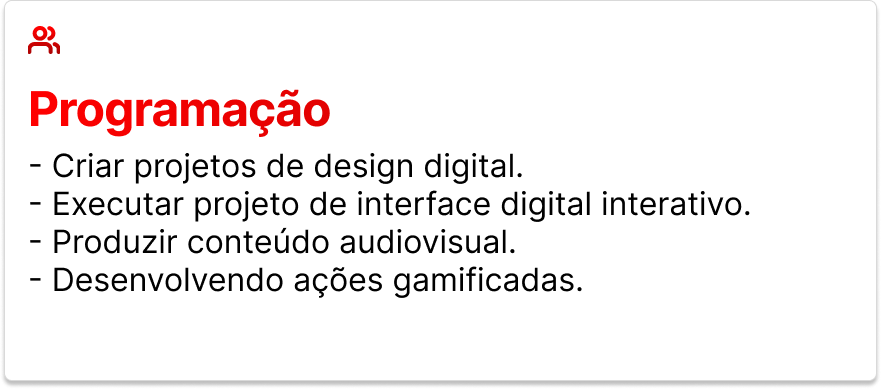 Programação
- Criar projetos de design digital.
- Executar projeto de interface digital interativo.
- Produzir conteúdo audiovisual.
- Desenvolvendo ações gamificadas.